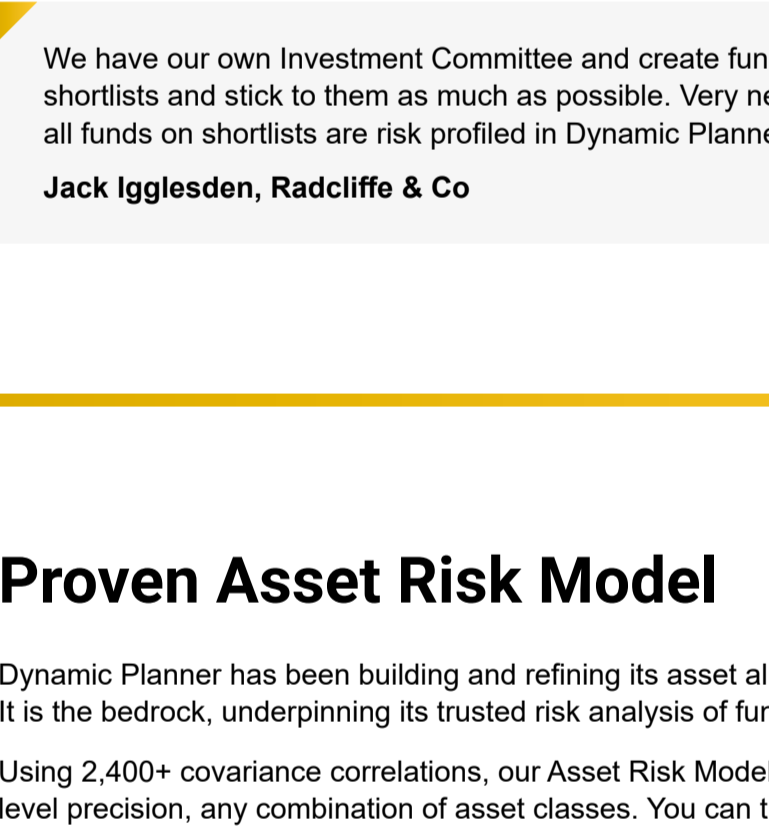 We have our own Investment Committee and create fun
shortlists and stick to them as much as possible. Very ne
all funds on shortlists are risk profiled in Dynamic Planne
Jack Igglesden, Radcliffe & Co
Proven Asset Risk Model
Dynamic Planner has been building and refining its asset al
It is the bedrock, underpinning its trusted risk analysis of fun
Using 2,400+ covariance correlations, our Asset Risk Model
level precision, any combination of asset classes. You can t